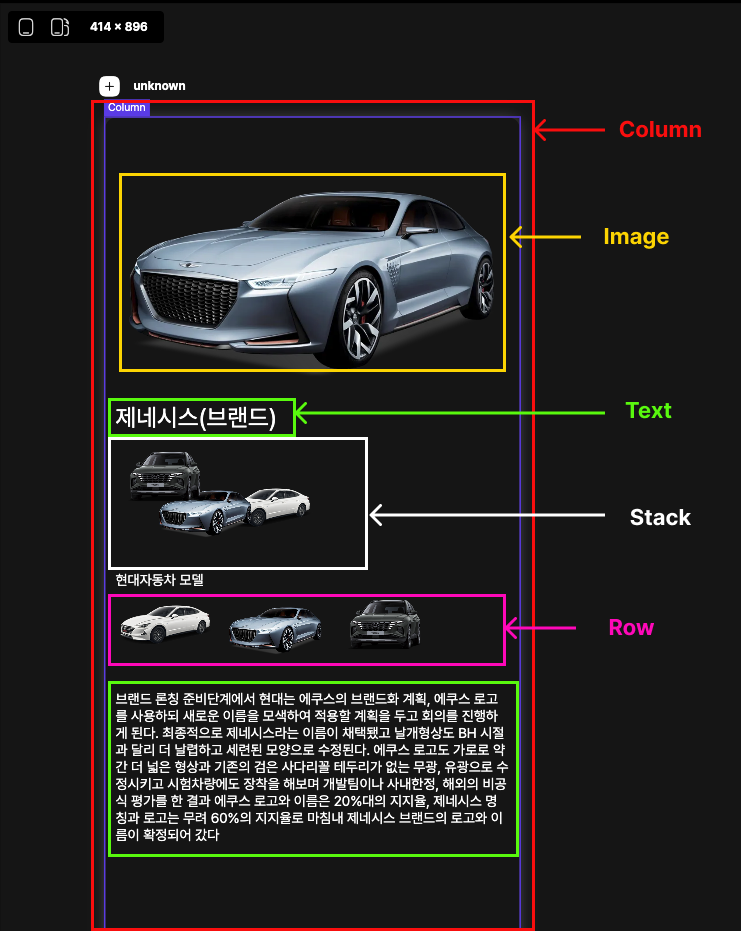 414 × 896
unknown
Column
Column
Image
제네시스(브랜드)
Text
Stack
현대자동차 모델
Row
브랜드 론칭 준비단계에서 현대는 에쿠스의 브랜드화 계획, 에쿠스 로고
를 사용하되 새로운 이름을 모색하여 적용할 계획을 두고 회의를 진행하
게 된다. 최종적으로 제네시스라는 이름이 채택됐고 날개형상도 BH 시절
과 달리 더 날렵하고 세련된 모양으로 수정된다. 에쿠스 로고도 가로로 약
간 더 넓은 형상과 기존의 검은 사다리꼴 테두리가 없는 무광, 유광으로 수
정시키고 시험차량에도 장착을 해보며 개발팀이나 사내한정, 해외의 비공
식 평가를 한 결과 에쿠스 로고와 이름은 20%대의 지지율, 제네시스 명
칭과 로고는 무려 60%의 지지율로 마침내 제네시스 브랜드의 로고와 이
름이 확정되어 갔다